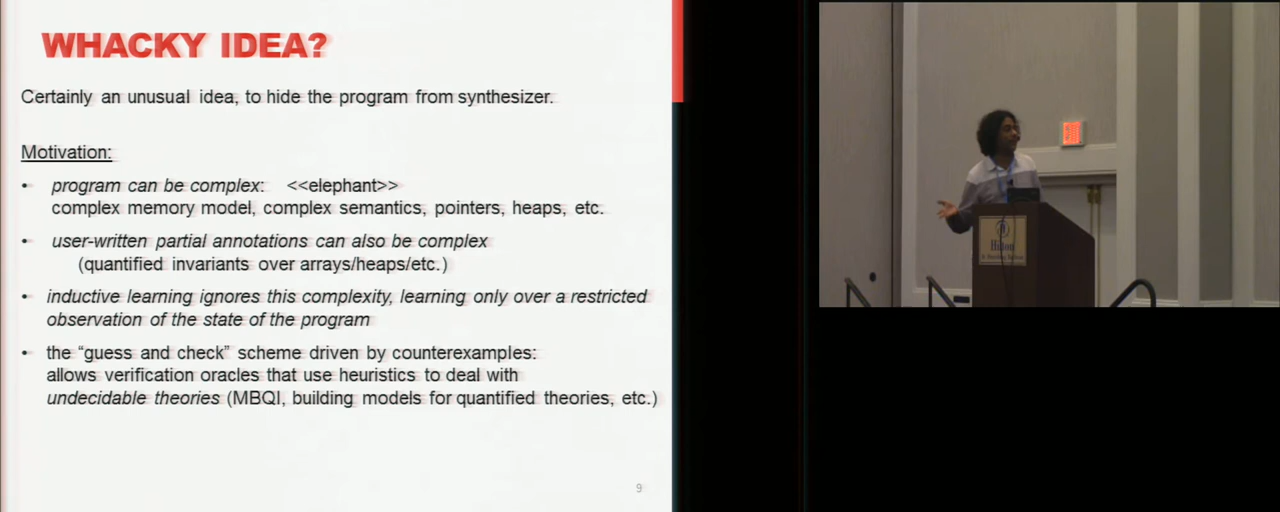 WHACKY IDEA?
Certainly an unusual idea, to hide the program from synthesizer.
Motivation:
• program can be complex: <<elephant>>
complex memory model, complex semantics, pointers, heaps, etc.
• user-written partial annotations can also be complex
(quantified invariants over arrays/heaps/etc.)
• inductive learning ignores this complexity, learning only over a restricted
observation of the state of the program
• the “guess and check” scheme driven by counterexamples:
allows verification oracles that use heuristics to deal with
undecidable theories (MBQI, building models for quantified theories, etc.)
9
Hilton